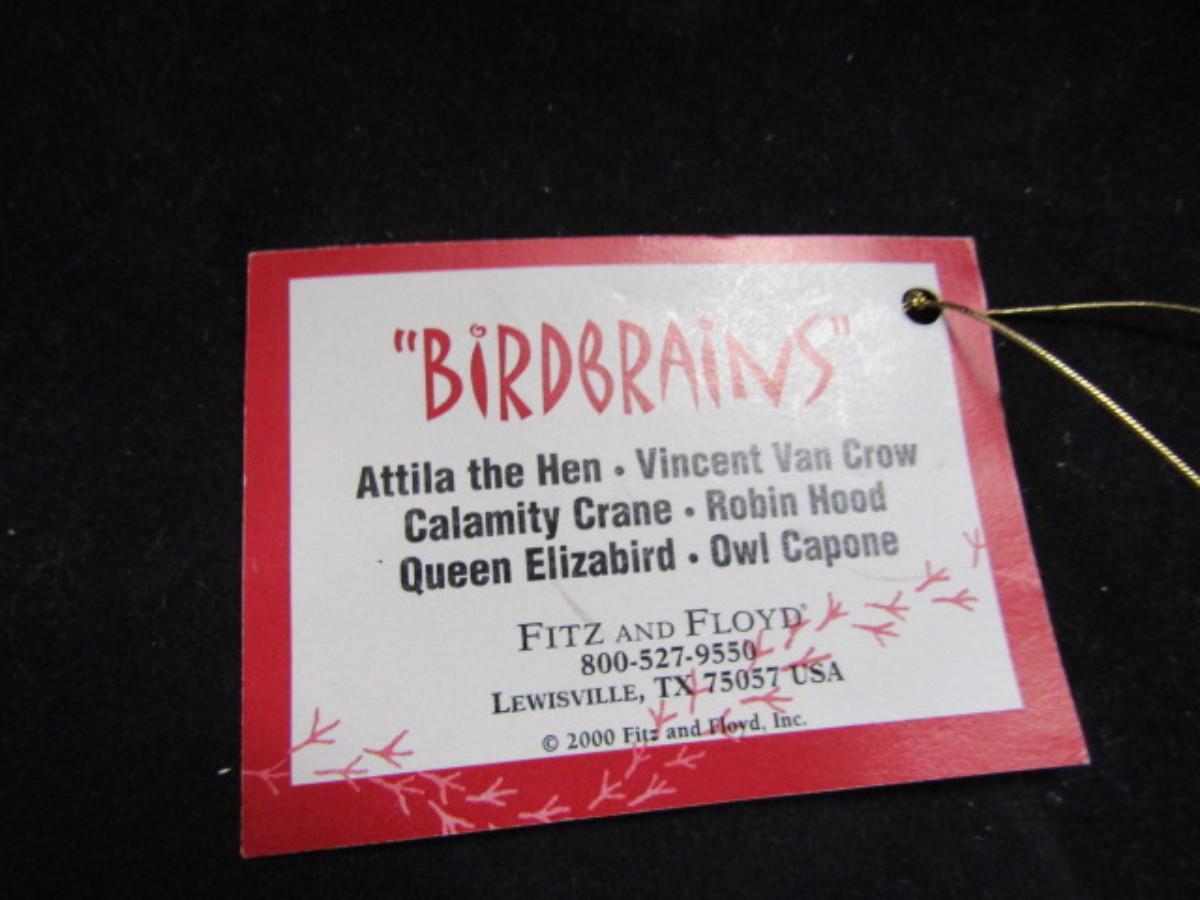 "BIRDBRAINS"
Attila the Hen • Vincent Van Crow
Calamity Crane • Robin Hood
Queen Elizabird • Owl Capone
FITZ AND FLOYD®
800-527-9550
LEWISVILLE, TX 75057 USA
© 2000 Fitz and Floyd, Inc.